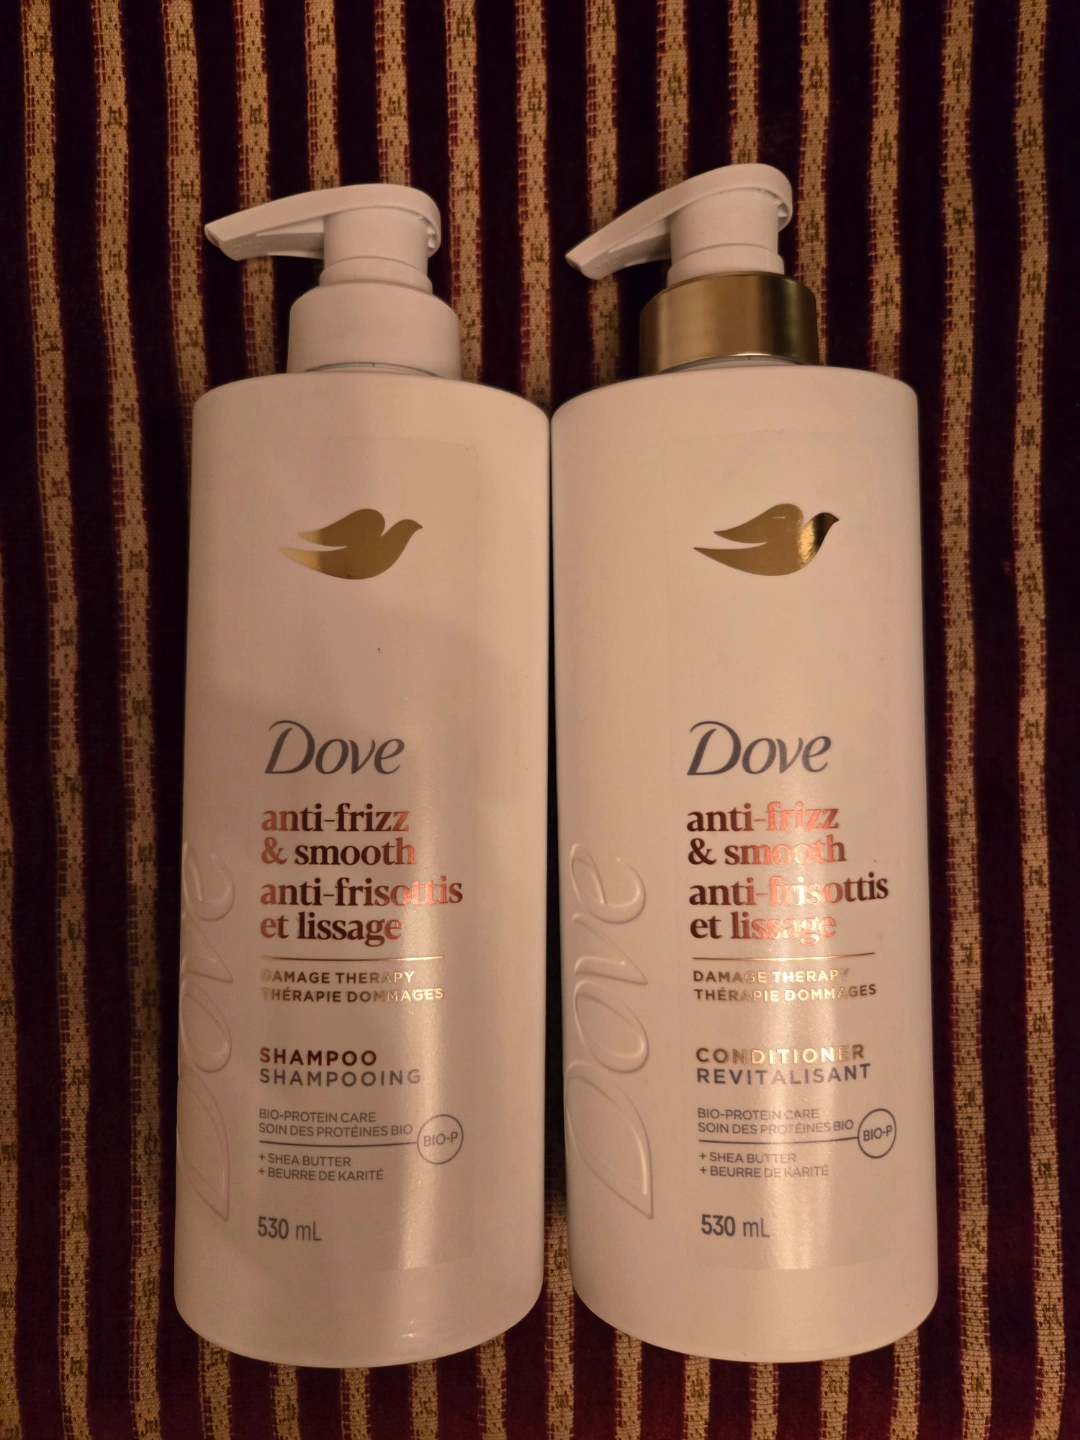 Dove
anti-frizz
& smooth
anti-frisottis
et lissage
DAMAGE THERAPY
THÉRAPIE DOMMAGES
SHAMPOO
SHAMPOOING
BIO-PROTEIN CARE
SOIN DES PROTÉINES BIO
BIO-P
+ SHEA BUTTER
+ BEURRE DE KARITÉ
530 mL
Dove
Dove
anti-frizz
& smooth
anti-frisottis
et lissage
DAMAGE THERAPY
THÉRAPIE DOMMAGES
CONDITIONER
REVITALISANT
BIO-PROTEIN CARE
SOIN DES PROTÉINES BIO
BIO-P
+ SHEA BUTTER
+ BEURRE DE KARITÉ
530 mL
Dove